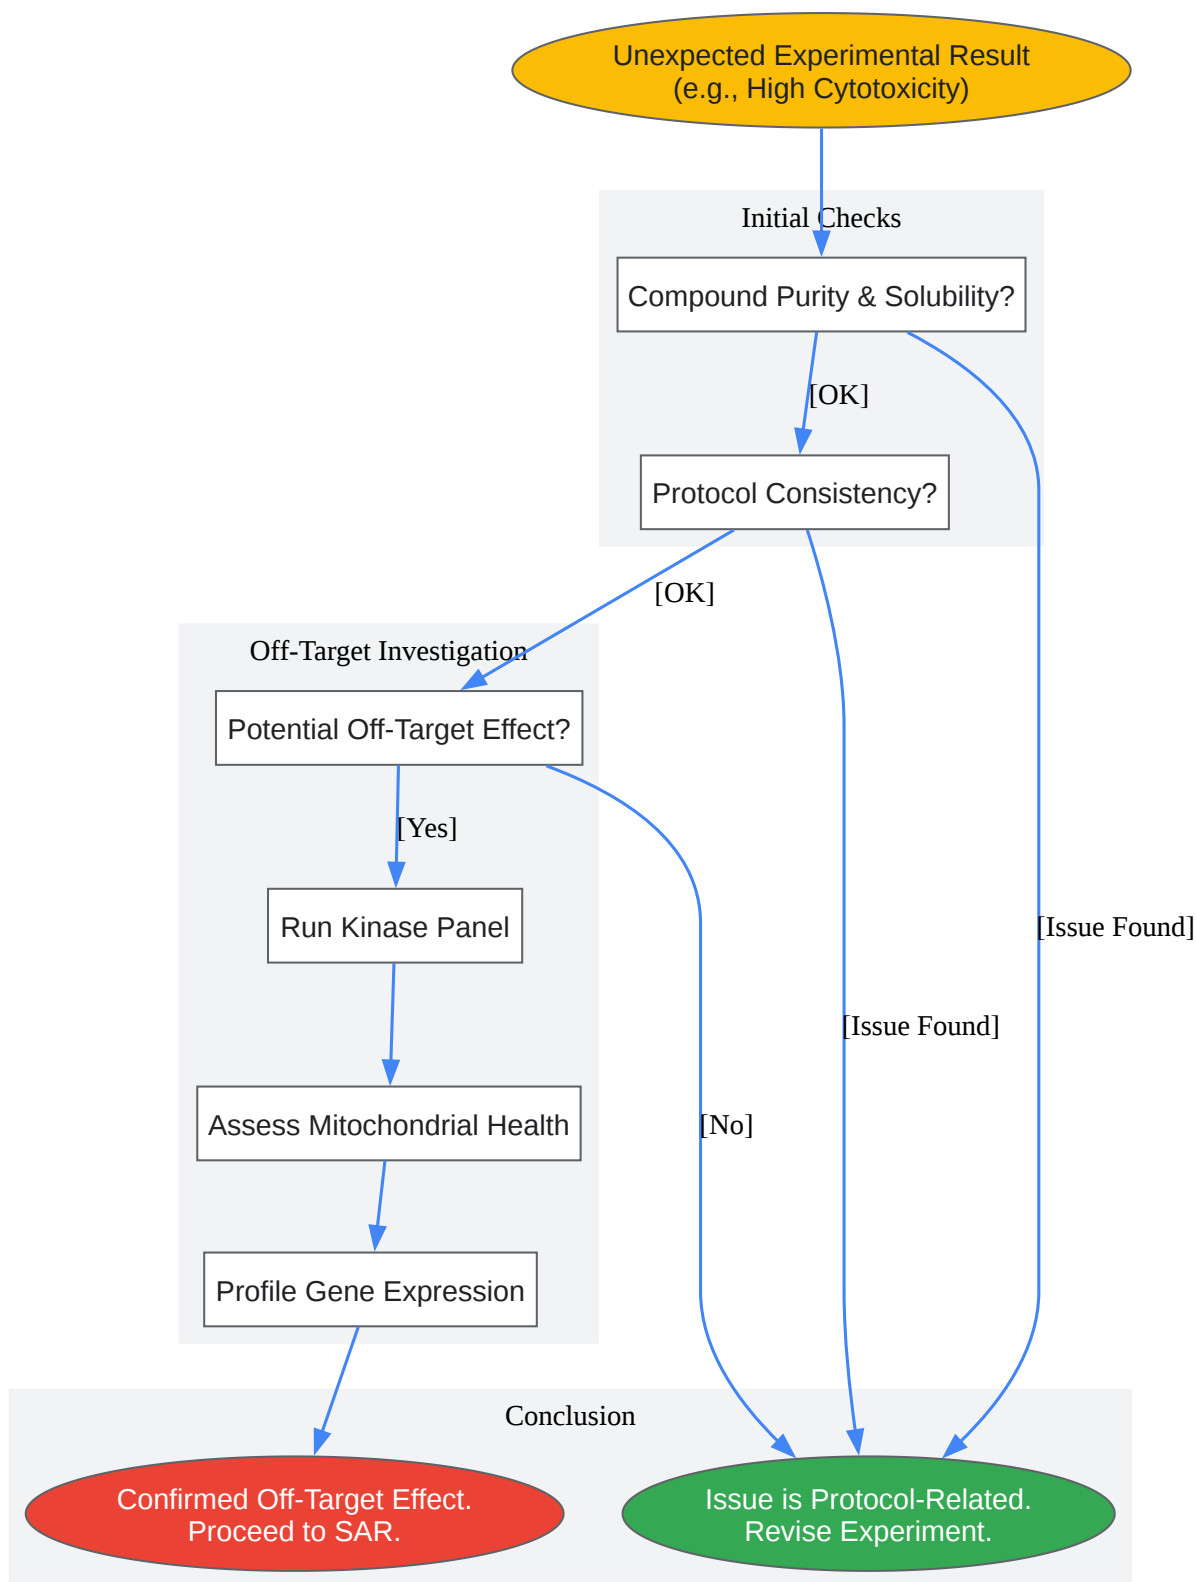 Unexpected Experimental Result
(e.g., High Cytotoxicity)
Initial Checks
Compound Purity & Solubility?
[OK]
Protocol Consistency?
[OK]
Off-Target Investigation
Potential Off-Target Effect?
[Yes]
Run Kinase Panel
[Issue Found]
[Issue Found]
Assess Mitochondrial Health
[No]
Profile Gene Expression
Conclusion
Confirmed Off-Target Effect.
Proceed to SAR.
Issue is Protocol-Related.
Revise Experiment.